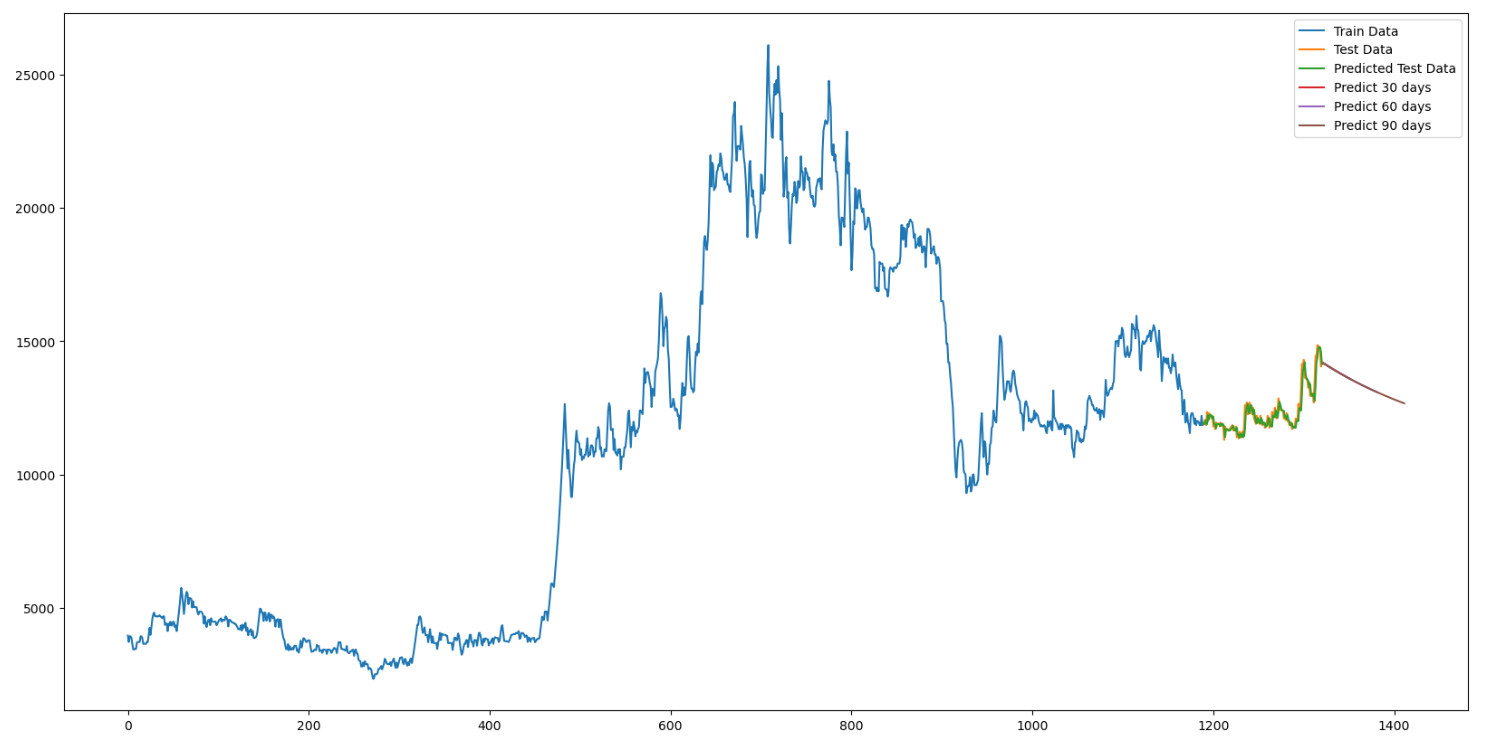 Train Data
Test Data
Predicted Test Data
Predict 30 days
Predict 60 days
Predict 90 days
25000
20000
15000
10000
5000
0 200 400 600 800 1000 1200 1400